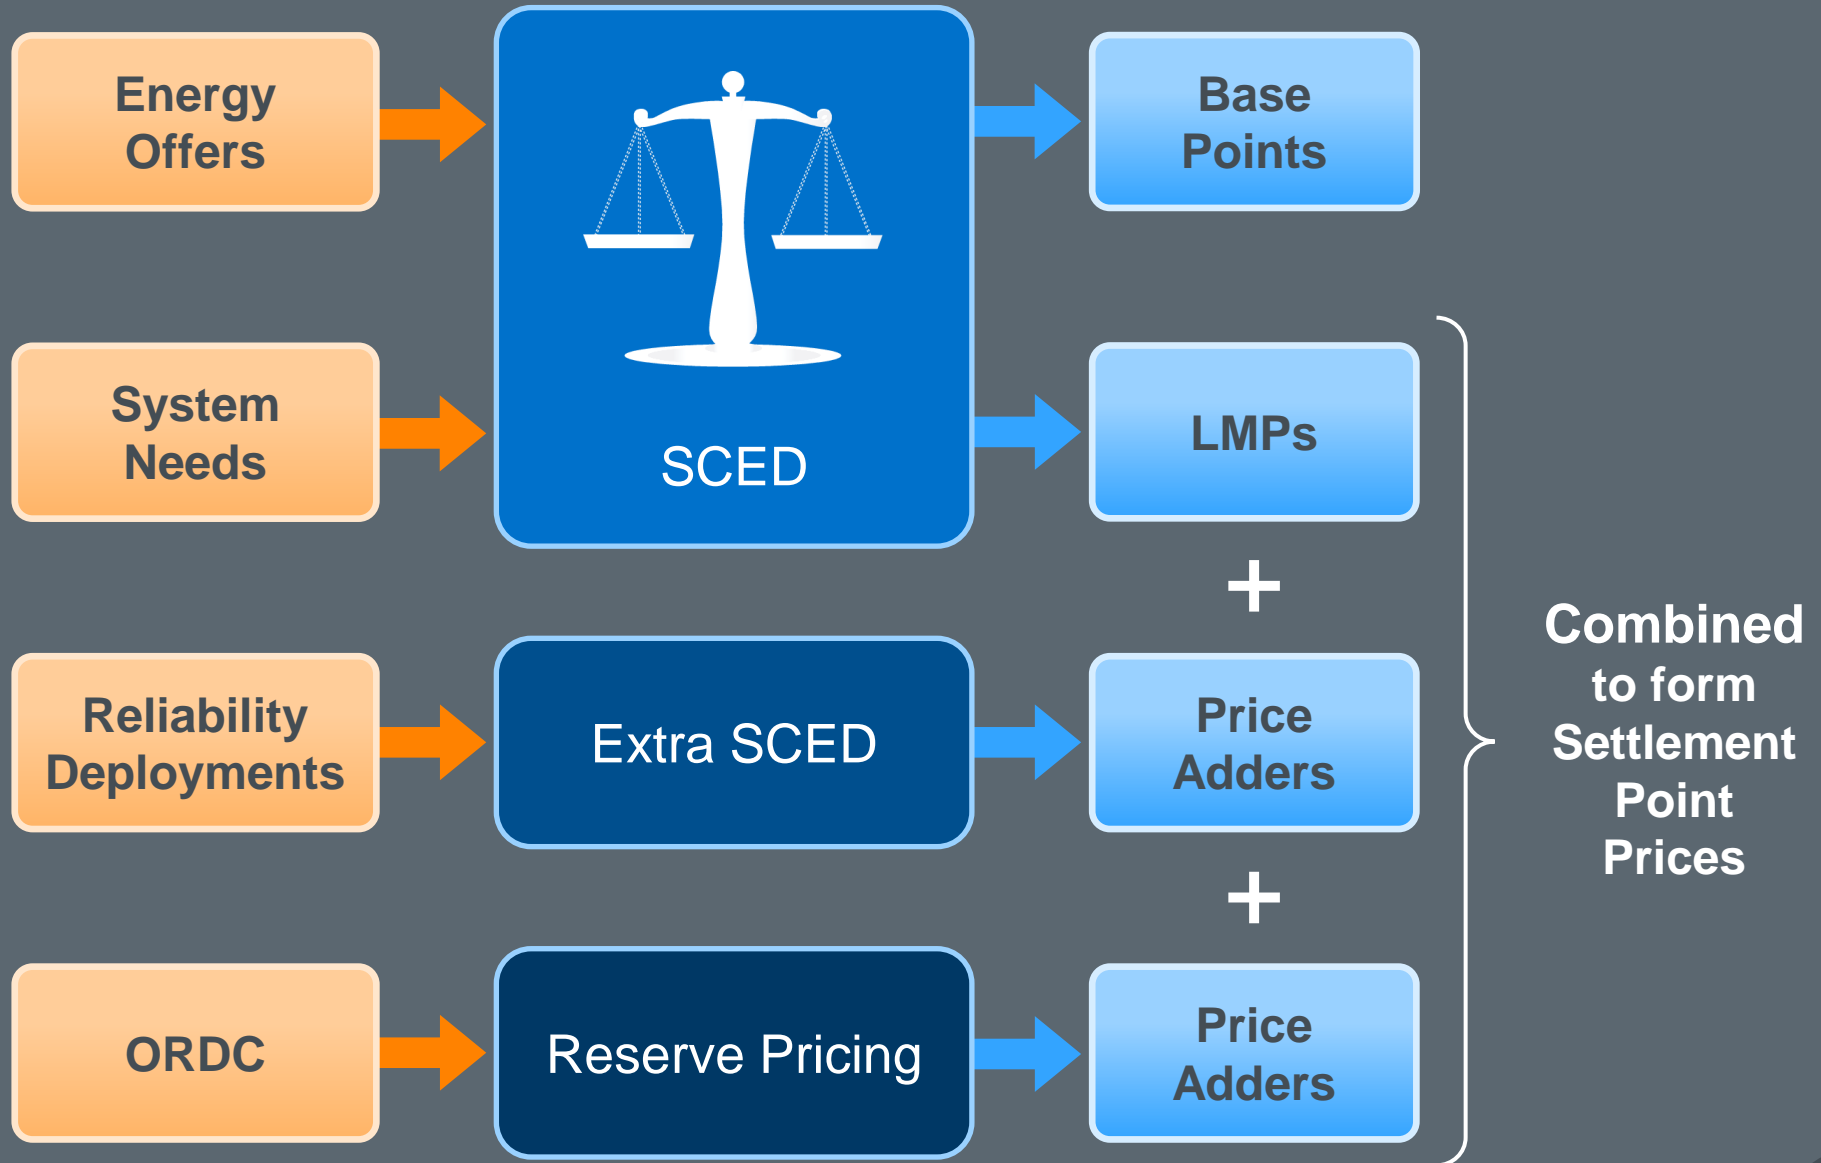 Energy
Offers
Base
Points
System
Needs
SCED
LMPs
+
Reliability
Deployments
Extra SCED
Price
Adders
+
ORDC
Reserve Pricing
Price
Adders
Combined
to form
Settlement
Point
Prices